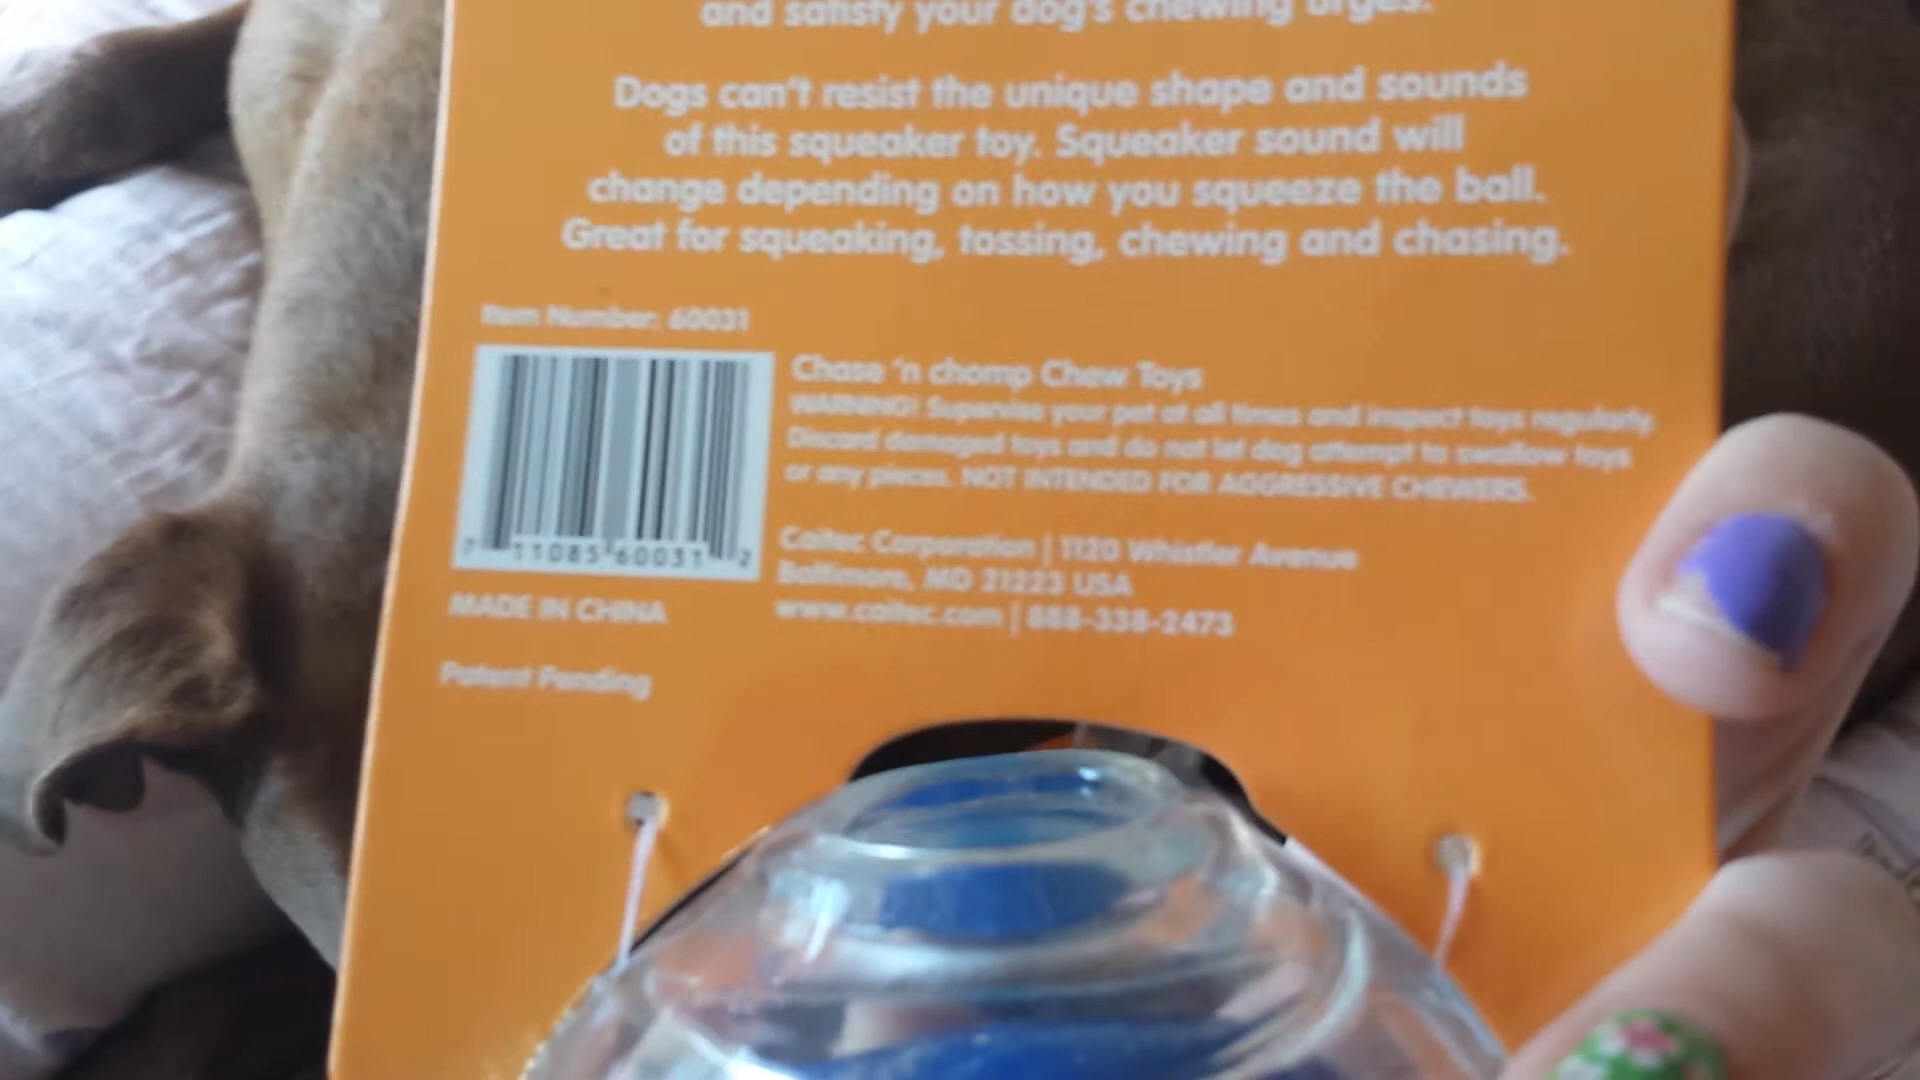 and satisfy your dog's chewing urges.
Dogs can't resist the unique shape and sounds
of this squeaker toy. Squeaker sound will
change depending on how you squeeze the ball.
Great for squeaking, tossing, chewing and chasing.
Item Number: 60031
7 11085 60031 2
MADE IN CHINA
Patent Pending
Chase 'n chomp Chew Toys
WARNING! Supervise your pet at all times and inspect toys regularly.
Discard damaged toys and do not let dog attempt to swallow toys
or any pieces. NOT INTENDED FOR AGGRESSIVE CHEWERS.
Caitec Corporation | 1120 Whistler Avenue
Baltimore, MD 21223 USA
www.caitec.com | 888-338-2473